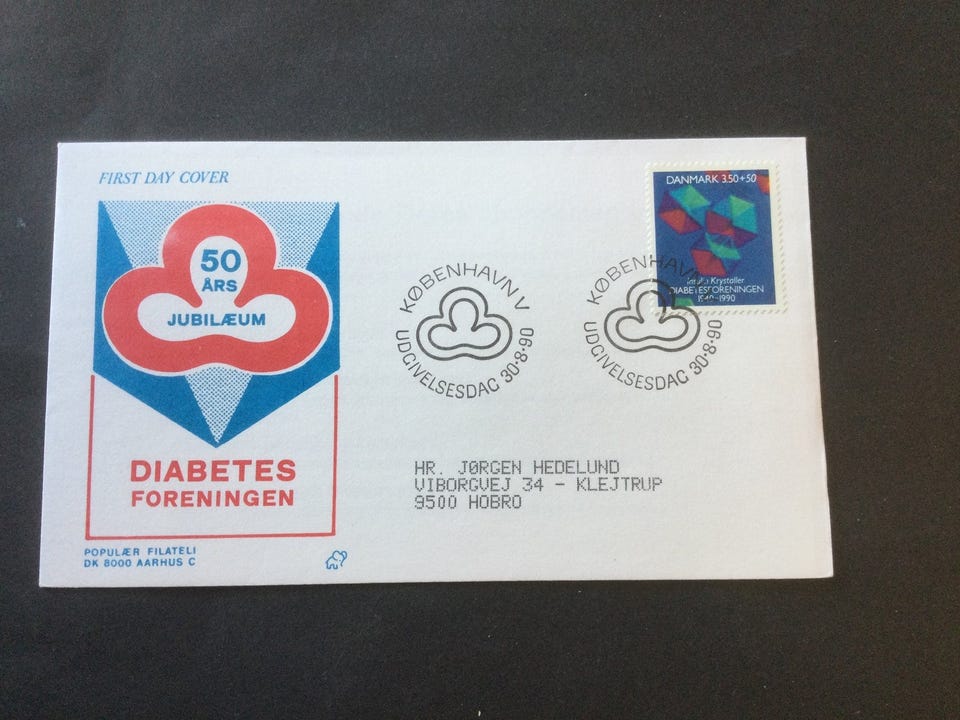 FIRST DAY COVER
50
ÅRS
JUBILÆUM
DIABETES
FORENINGEN
POPULÆR FILATELI
DK 8000 AARHUS C
KØBENHAVN V
UDGIVELSESDAG 30·8·90
DANMARK 3.50+50
Insulin Krystaller
DIABETESFORENINGEN
1940-1990
KØBENHAVN V
UDGIVELSESDAG 30·8·90
HR. JØRGEN HEDELUND
VIBORGVEJ 34 - KLEJTRUP
9500 HOBRO